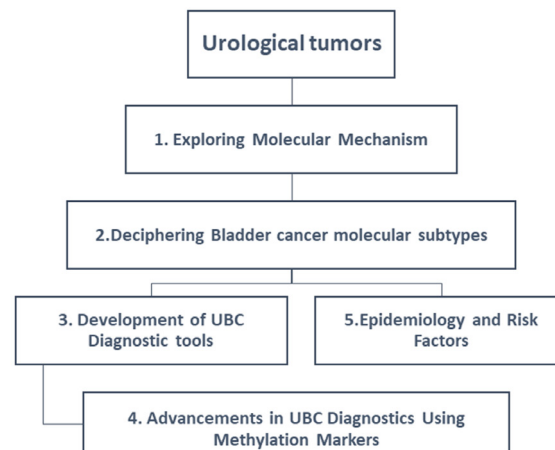 Urological tumors
1. Exploring Molecular Mechanism
2.Deciphering Bladder cancer molecular subtypes
3. Development of UBC
Diagnostic tools
5.Epidemiology and Risk
Factors
4. Advancements in UBC Diagnostics Using
Methylation Markers